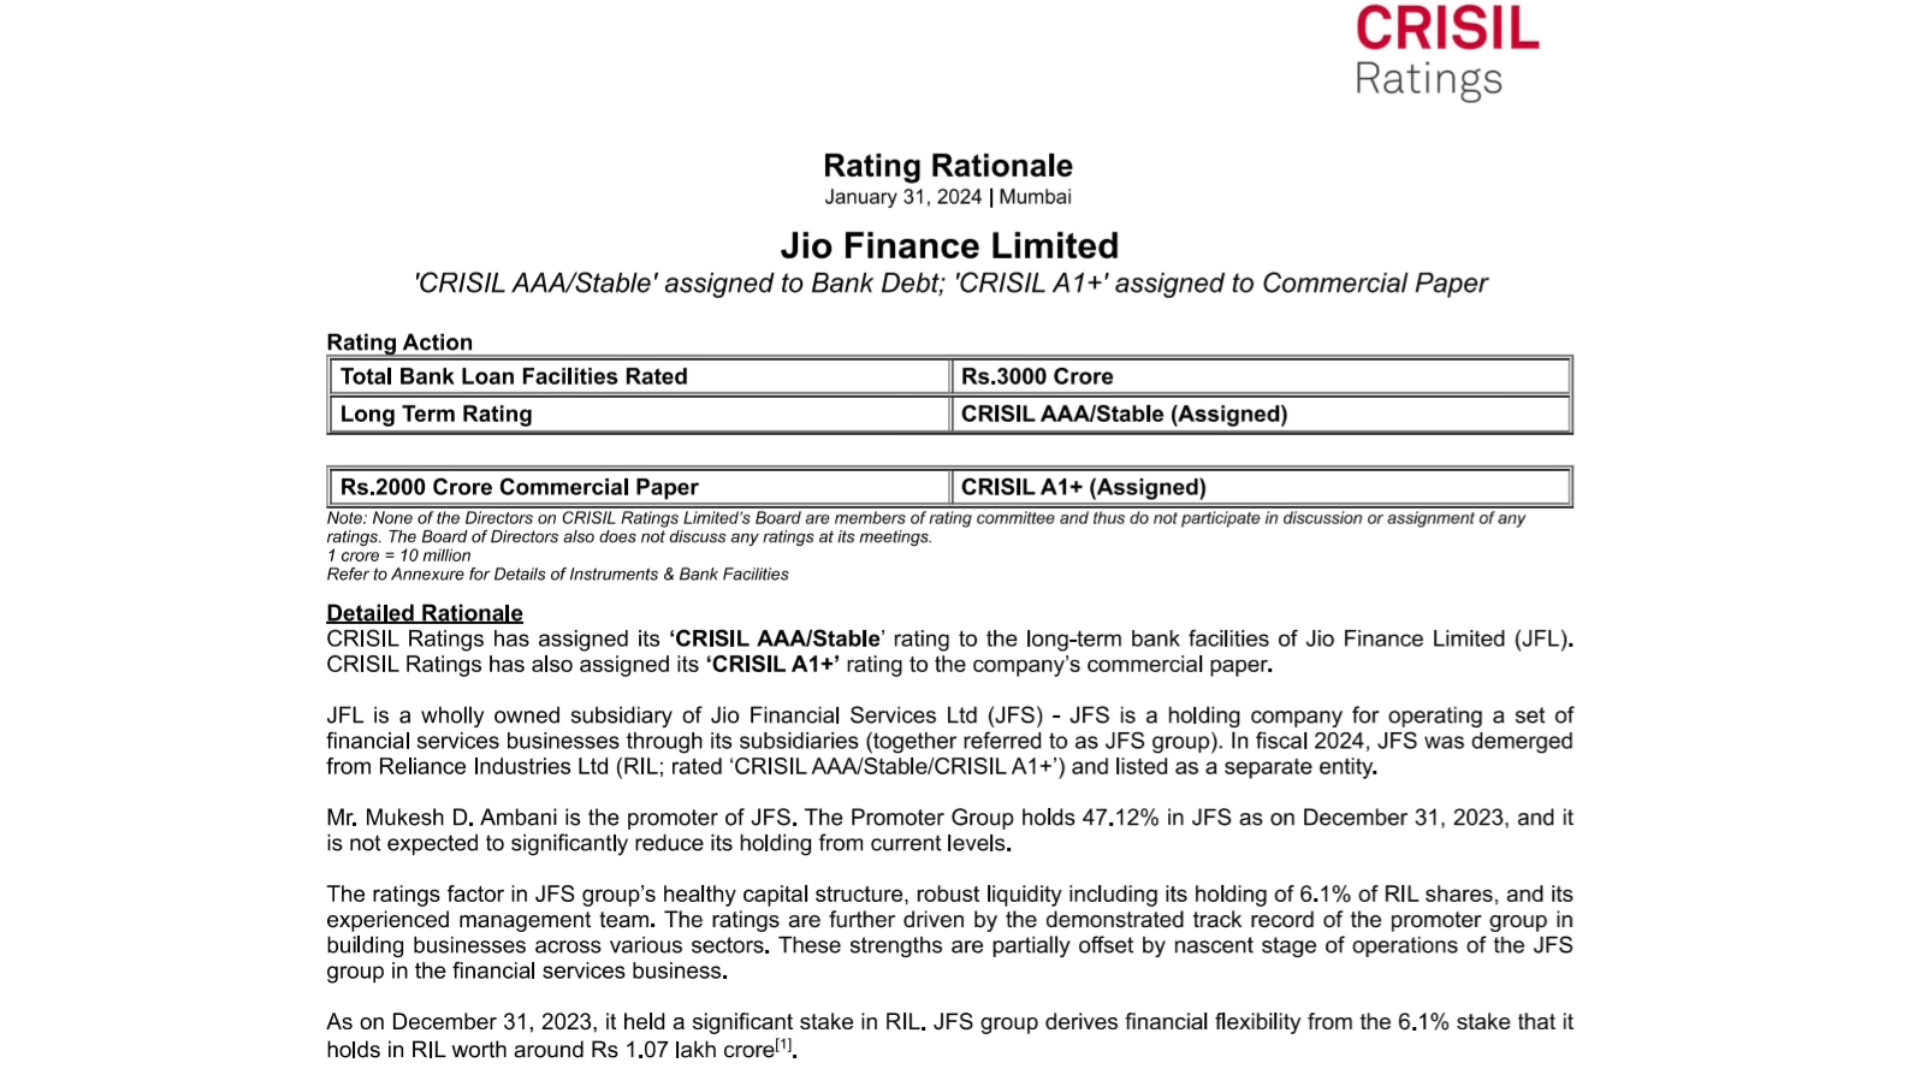 CRISIL
Ratings
Rating Rationale
January 31, 2024 | Mumbai
Jio Finance Limited
'CRISIL AAA/Stable' assigned to Bank Debt; 'CRISIL A1+' assigned to Commercial Paper
Rating Action
Total Bank Loan Facilities Rated Rs.3000 Crore
Long Term Rating CRISIL AAA/Stable (Assigned)
Rs.2000 Crore Commercial Paper CRISIL A1+ (Assigned)
Note: None of the Directors on CRISIL Ratings Limited's Board are members of rating committee and thus do not participate in discussion or assignment of any
ratings. The Board of Directors also does not discuss any ratings at its meetings.
1 crore = 10 million
Refer to Annexure for Details of Instruments & Bank Facilities
Detailed Rationale
CRISIL Ratings has assigned its ‘CRISIL AAA/Stable’ rating to the long-term bank facilities of Jio Finance Limited (JFL).
CRISIL Ratings has also assigned its ‘CRISIL A1+’ rating to the company’s commercial paper.
JFL is a wholly owned subsidiary of Jio Financial Services Ltd (JFS) - JFS is a holding company for operating a set of
financial services businesses through its subsidiaries (together referred to as JFS group). In fiscal 2024, JFS was demerged
from Reliance Industries Ltd (RIL; rated ‘CRISIL AAA/Stable/CRISIL A1+’) and listed as a separate entity.
Mr. Mukesh D. Ambani is the promoter of JFS. The Promoter Group holds 47.12% in JFS as on December 31, 2023, and it
is not expected to significantly reduce its holding from current levels.
The ratings factor in JFS group’s healthy capital structure, robust liquidity including its holding of 6.1% of RIL shares, and its
experienced management team. The ratings are further driven by the demonstrated track record of the promoter group in
building businesses across various sectors. These strengths are partially offset by nascent stage of operations of the JFS
group in the financial services business.
As on December 31, 2023, it held a significant stake in RIL. JFS group derives financial flexibility from the 6.1% stake that it
holds in RIL worth around Rs 1.07 lakh crore[1].